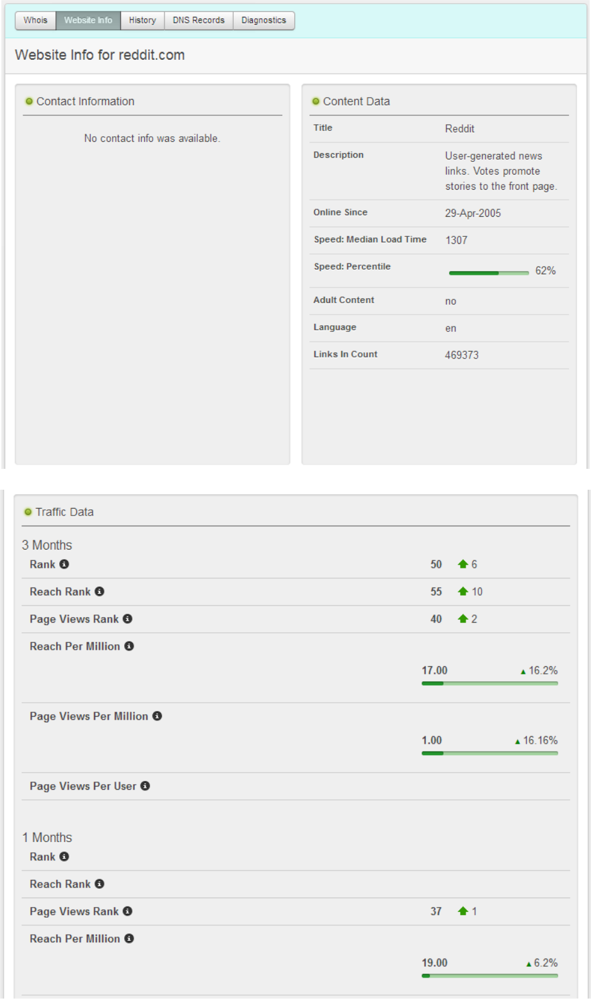 Whois Website Info History DNS Records Diagnostics
Website Info for reddit.com
Contact Information
No contact info was available.
Content Data
Title Reddit
Description User-generated news
links. Votes promote
stories to the front page.
Online Since 29-Apr-2005
Speed: Median Load Time 1307
Speed: Percentile 62%
Adult Content no
Language en
Links In Count 469373
Traffic Data
3 Months
Rank 50 6
Reach Rank 55 10
Page Views Rank 40 2
Reach Per Million
17.00 ▲ 16.2%
Page Views Per Million
1.00 ▲ 16.16%
Page Views Per User
1 Months
Rank
Reach Rank
Page Views Rank 37 1
Reach Per Million
19.00 ▲ 6.2%